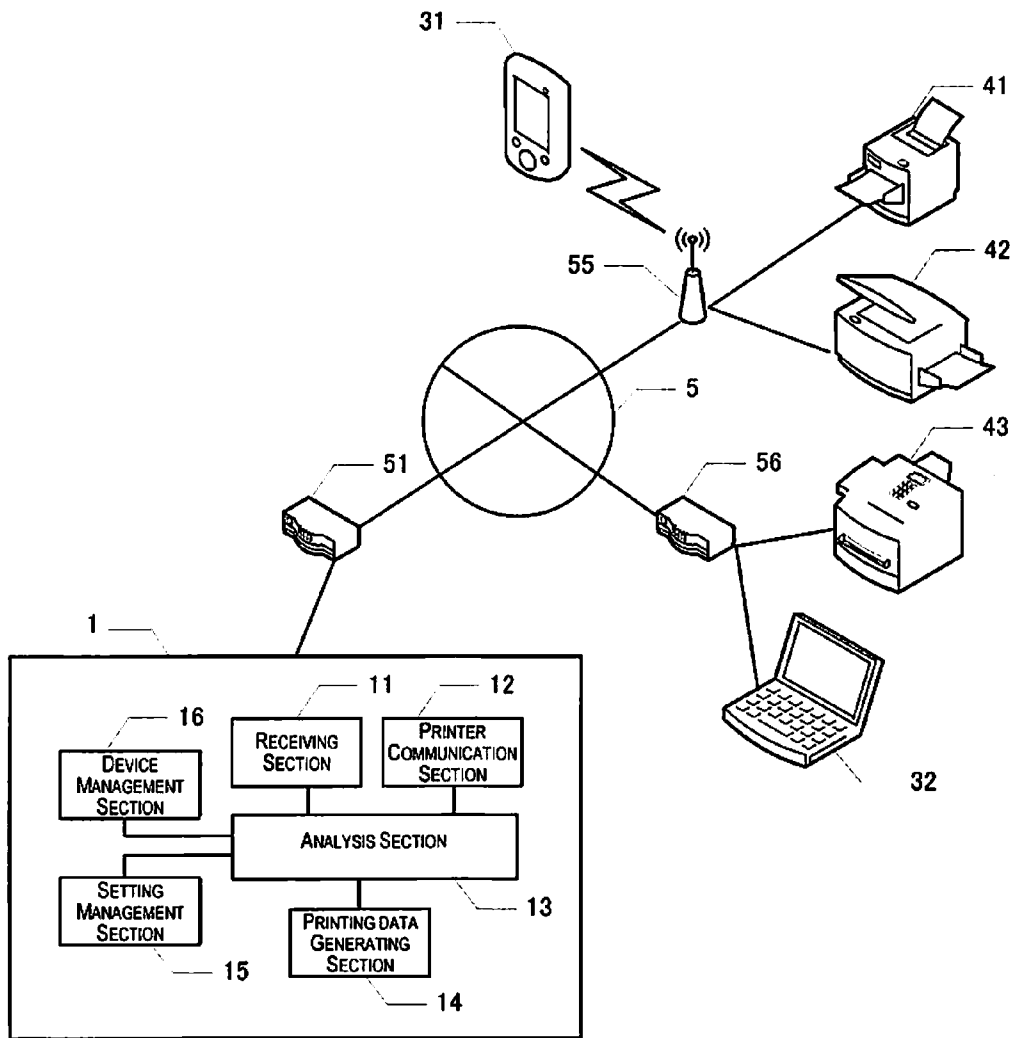 31
41
42
55
5
43
51
56
1
11
12
16
RECEIVING
SECTION
PRINTER
COMMUNICATION
SECTION
DEVICE
MANAGEMENT
SECTION
32
ANALYSIS SECTION
SETTING
MANAGEMENT
SECTION
13
PRINTING DATA
GENERATING
SECTION
15
14